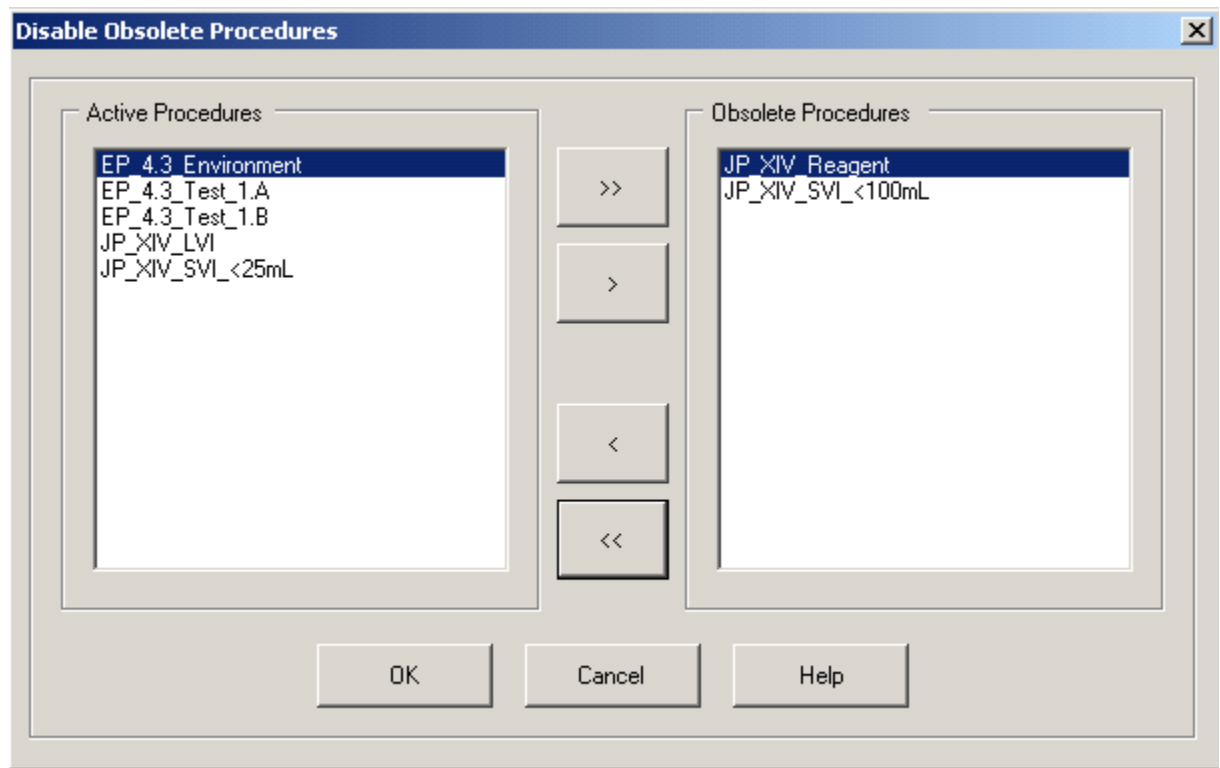 Disable Obsolete Procedures
Active Procedures
EP_4.3_Environment
EP_4.3_Test_1.A
EP_4.3_Test_1.B
JP_XIV_LVI
JP_XIV_SVI_<25mL
>>
>
<
<<
Obsolete Procedures
JP_XIV_Reagent
JP_XIV_SVI_<100mL
OK
Cancel
Help